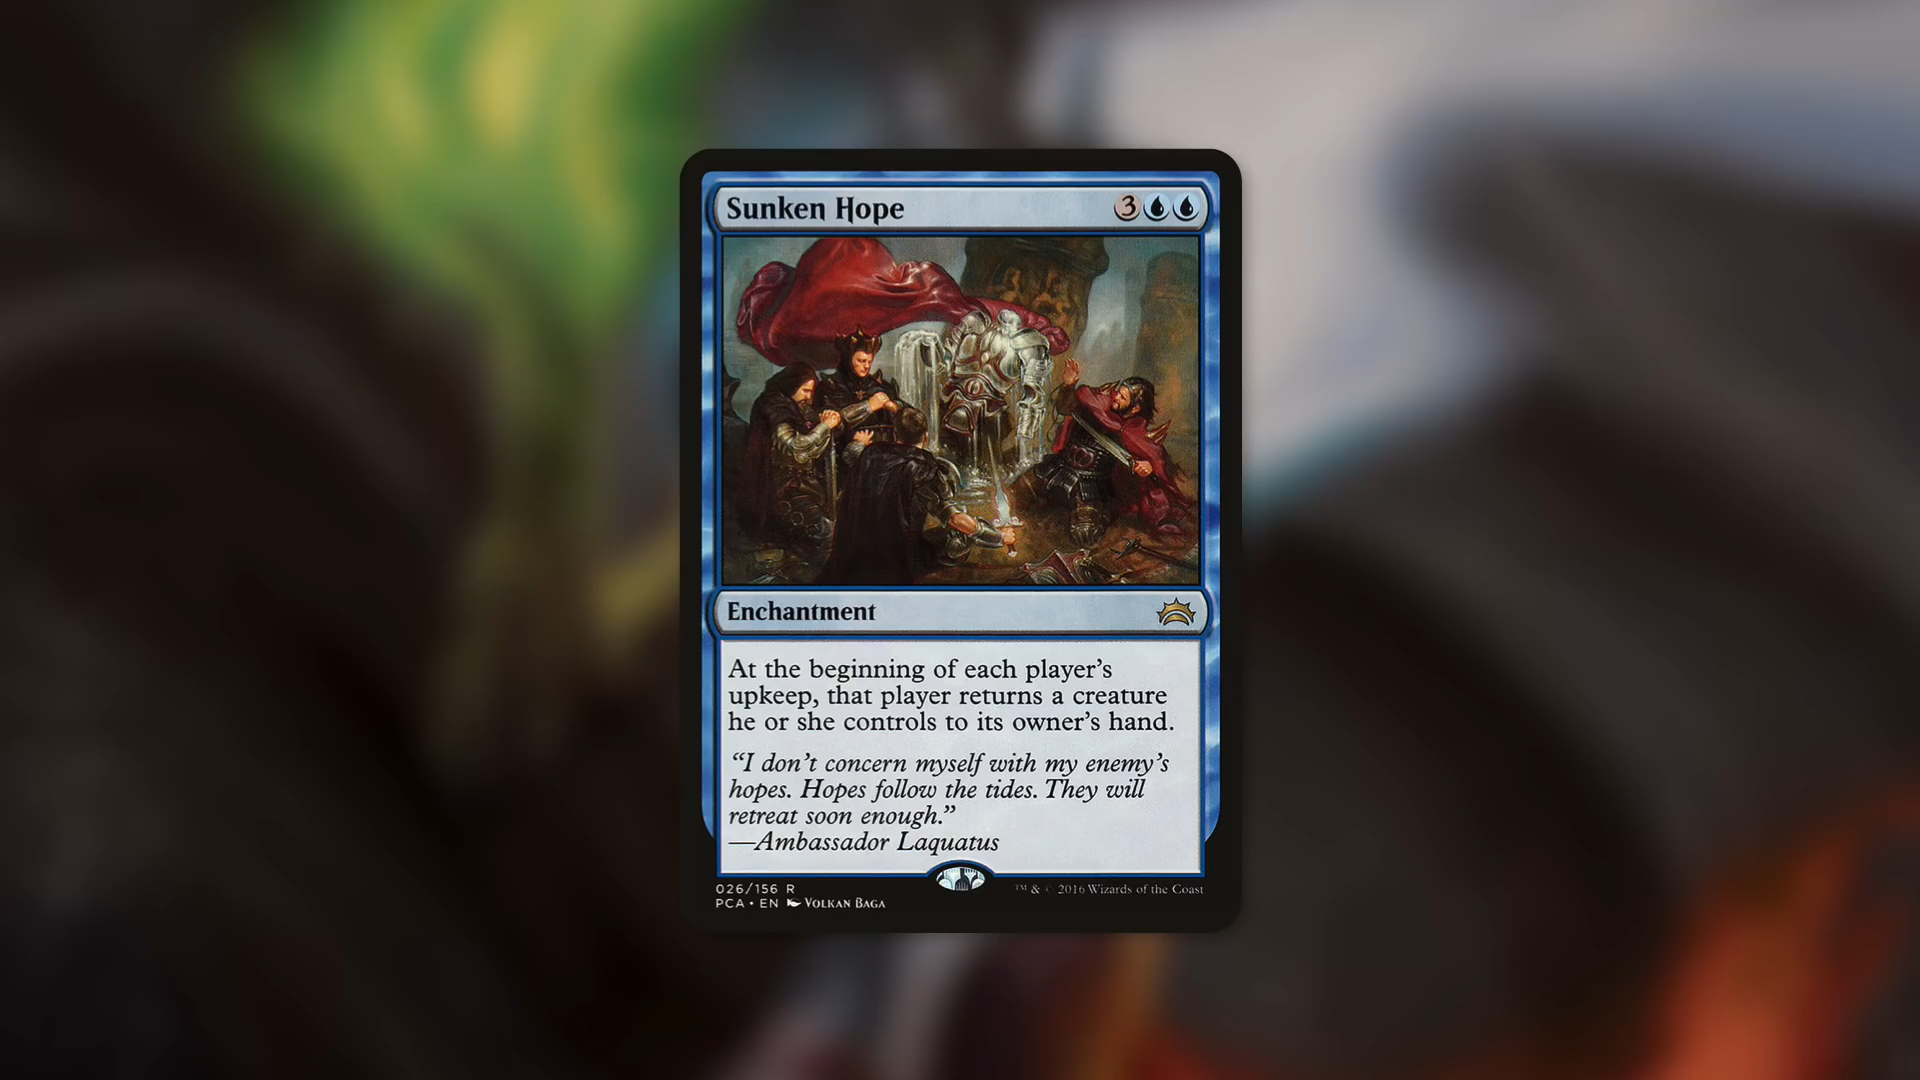 Sunken Hope 3
Enchantment
At the beginning of each player's
upkeep, that player returns a creature
he or she controls to its owner's hand.
“I don't concern myself with my enemy's
hopes. Hopes follow the tides. They will
retreat soon enough.”
—Ambassador Laquatus
026/156 R
™ & © 2016 Wizards of the Coast
PCA • EN Volkan Baga